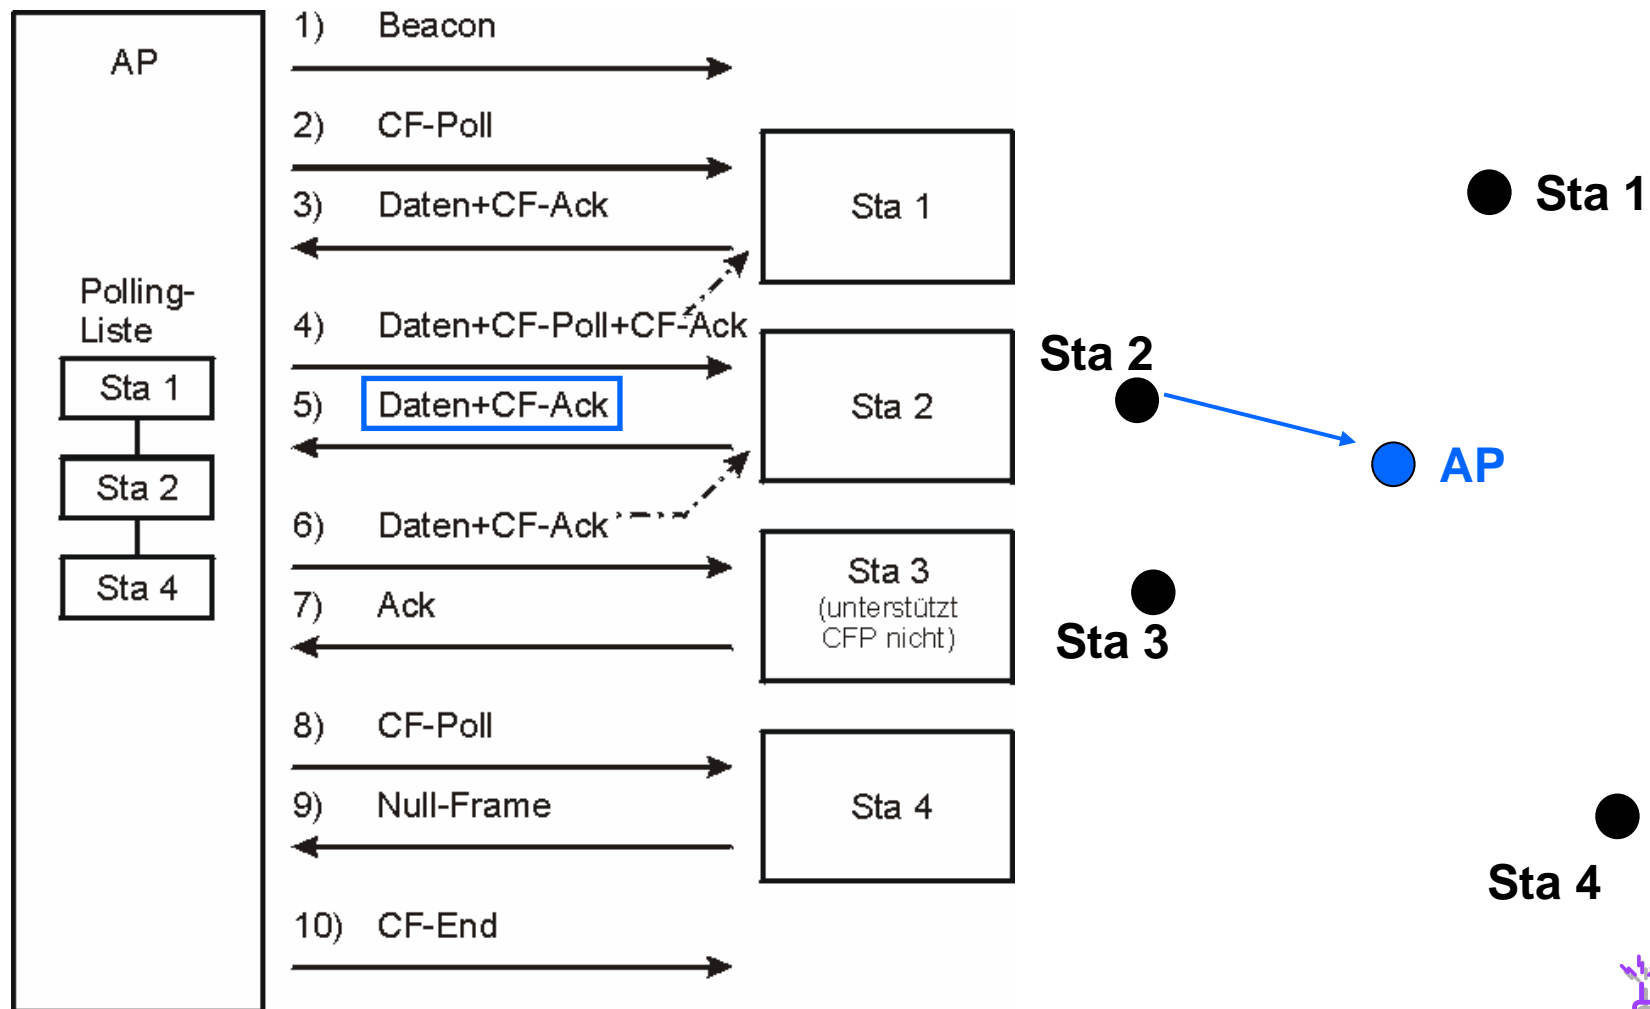 AP
Polling-
Liste
Sta 1
Sta 2
Sta 4
1) Beacon
2) CF-Poll
3) Daten+CF-Ack
4) Daten+CF-Poll+CF-Ack
5) Daten+CF-Ack
6) Daten+CF-Ack
7) Ack
8) CF-Poll
9) Null-Frame
10) CF-End
Sta 1
Sta 2
Sta 3
(unterstützt
CFP nicht)
Sta 4
Sta 1
Sta 2
AP
Sta 3
Sta 4